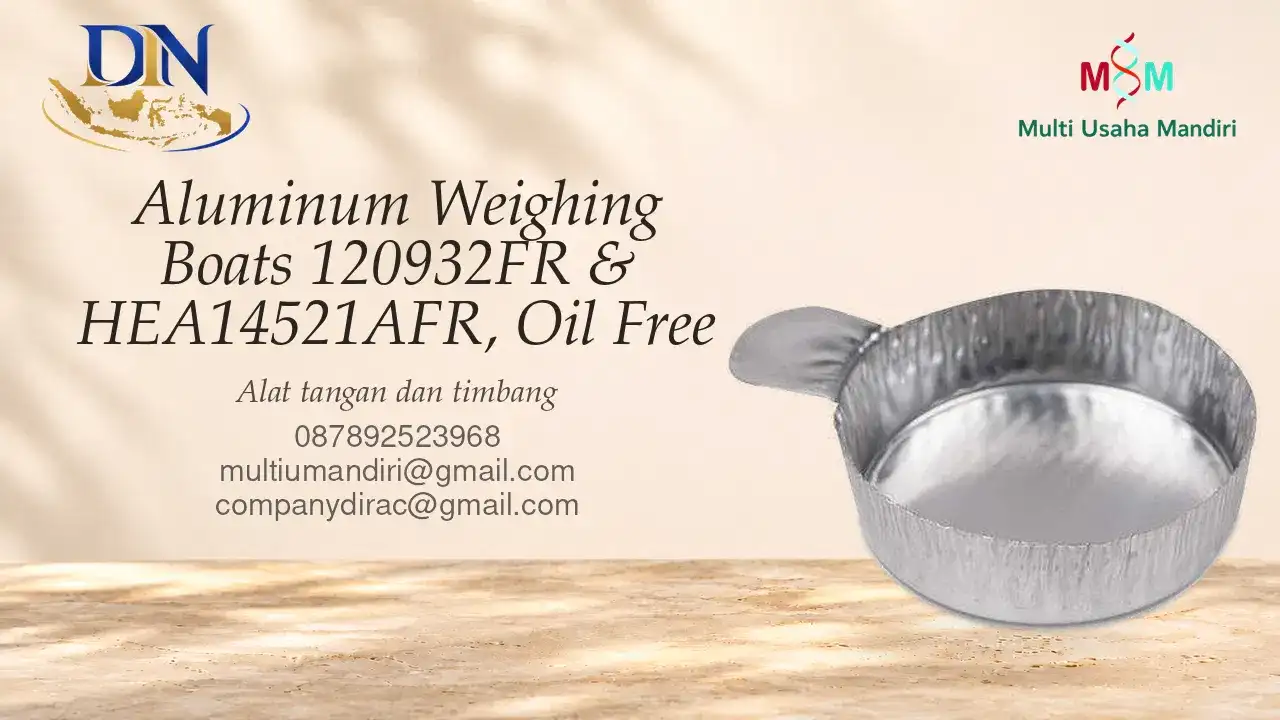 DN
M M
Multi Usaha Mandiri
Aluminum Weighing
Boats 120932FR &
HEA14521AFR, Oil Free
Alat tangan dan timbang
087892523968
multiumandiri@gmail.com
companydirac@gmail.com